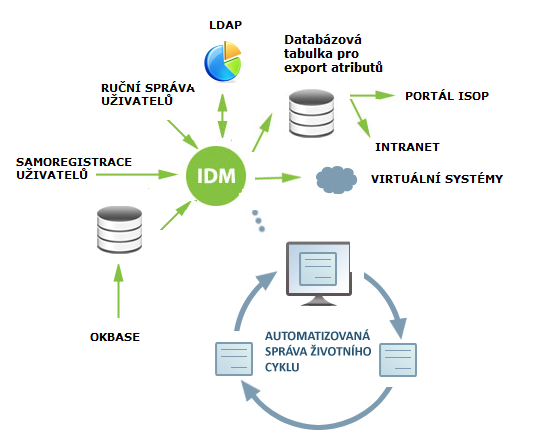 LDAP
Databázová
tabulka pro
export atributů
RUČNÍ SPRÁVA
UŽIVATELŮ
PORTÁL ISOP
INTRANET
SAMOREGISTRACE
UŽIVATELŮ
IDM
VIRTUÁLNÍ SYSTÉMY
OKBASE
AUTOMATIZOVANÁ
SPRÁVA ŽIVOTNÍHO
CYKLU